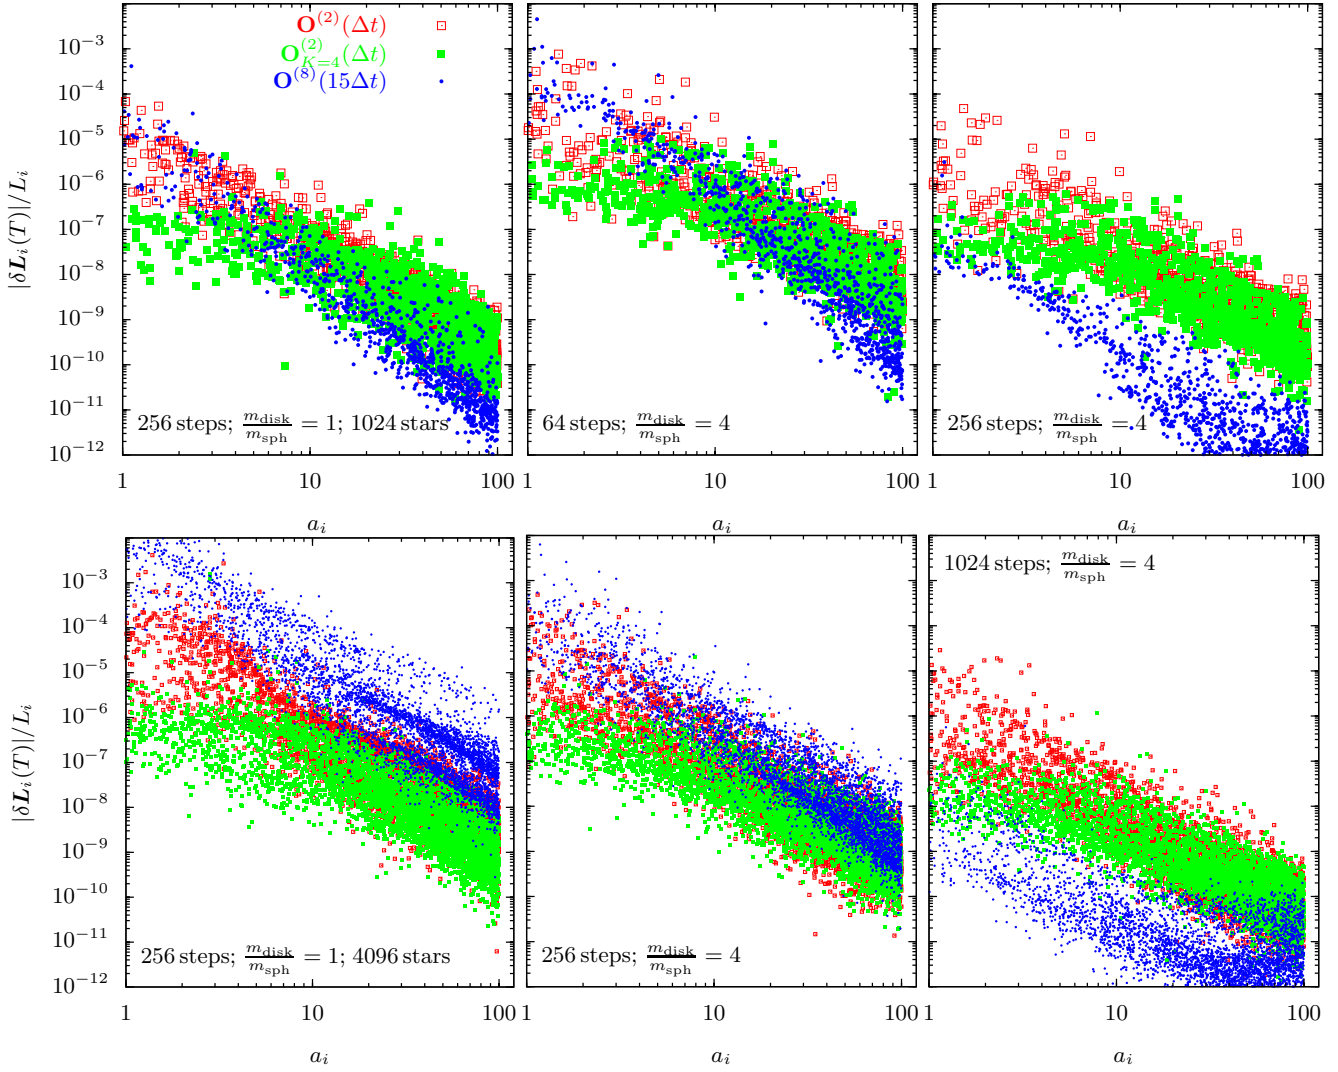 O^(2)(Δt)
O^(2)_{K=4}(Δt)
O^(8)(15Δt)
|δL_i(T)|/L_i
10^−3
10^−4
10^−5
10^−6
10^−7
10^−8
10^−9
10^−10
10^−11
10^−12
256 steps; m_disk/m_sph = 1; 1024 stars
64 steps; m_disk/m_sph = 4
256 steps; m_disk/m_sph = 4
1 10 100 1 10 100 1 10 100
a_i a_i a_i
|δL_i(T)|/L_i
10^−3
10^−4
10^−5
10^−6
10^−7
10^−8
10^−9
10^−10
10^−11
10^−12
1024 steps; m_disk/m_sph = 4
256 steps; m_disk/m_sph = 1; 4096 stars
256 steps; m_disk/m_sph = 4
1 10 100 1 10 100 1 10 100
a_i a_i a_i